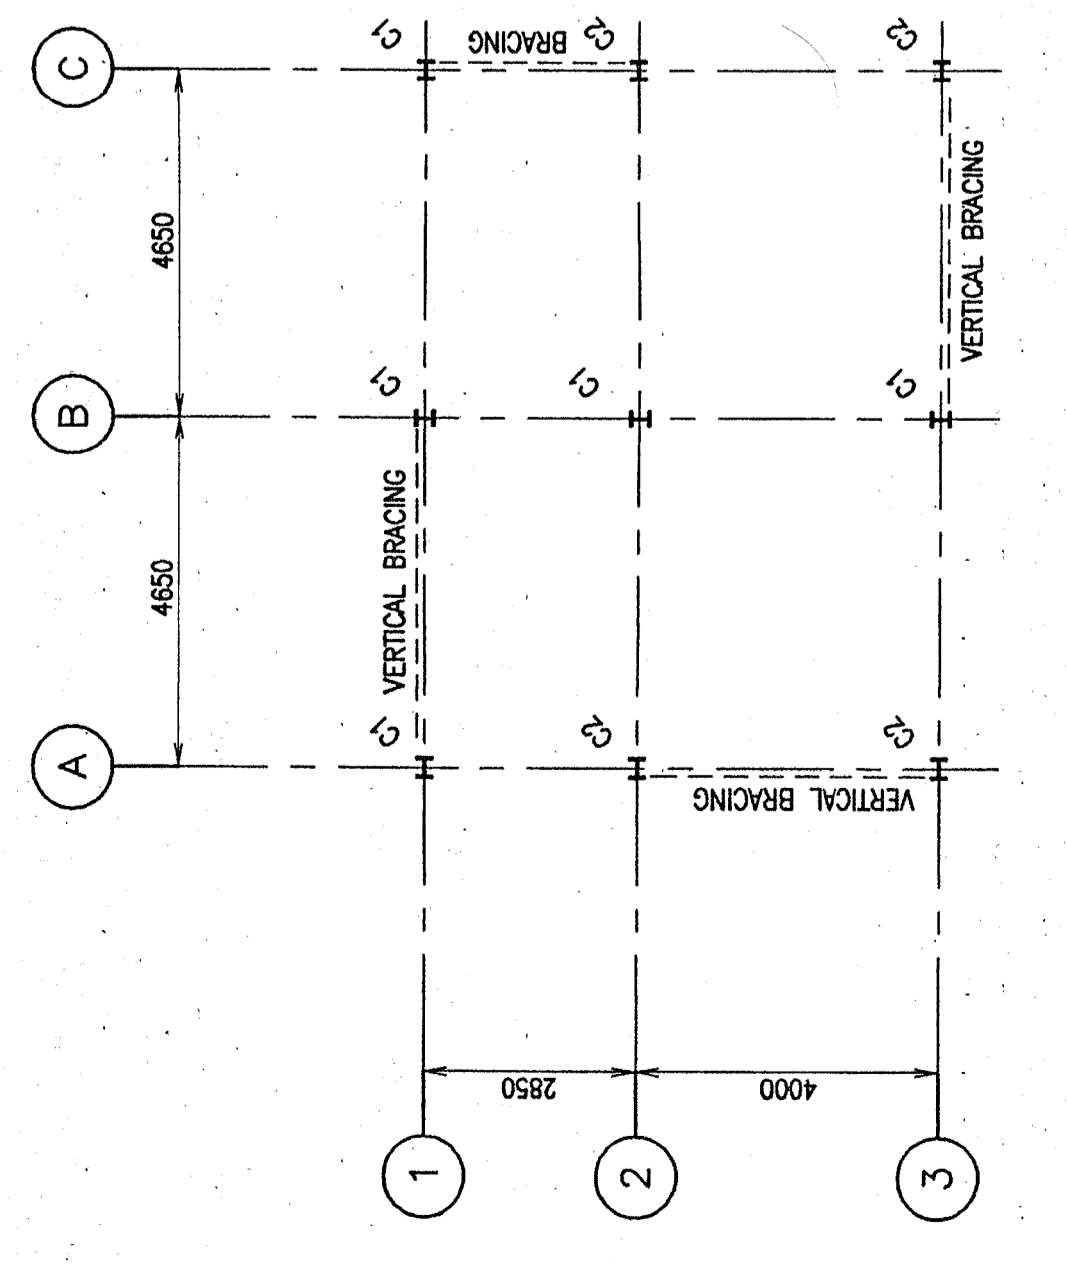 C
B
A
4650
4650
C1
BRACING
C2
C2
C1
C1
C1
VERTICAL BRACING
VERTICAL BRACING
C1
C2
C2
VERTICAL BRACING
2850
4000
1
2
3